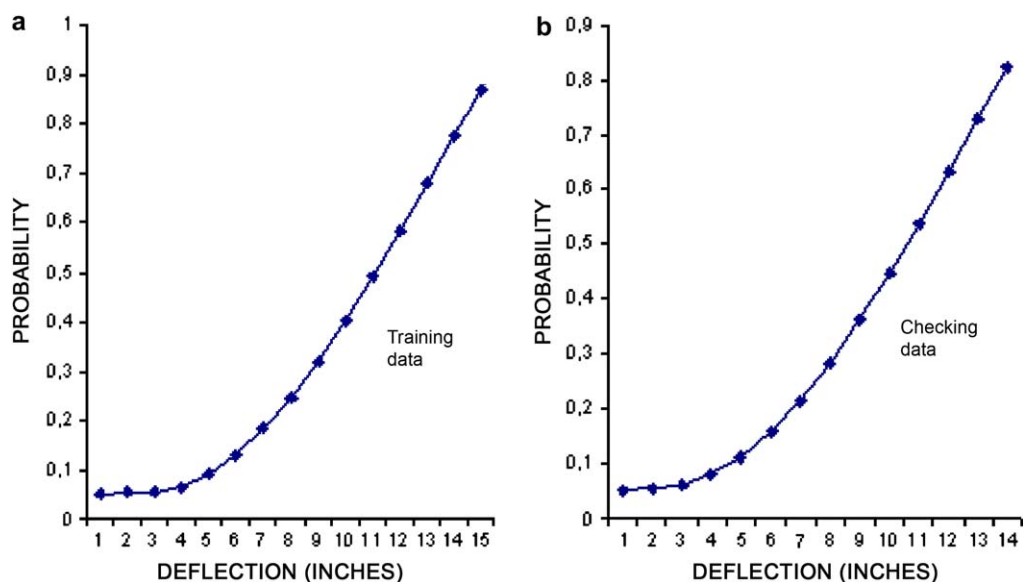 a
1
0,9
0,8
0,7
0,6
0,5
0,4
0,3
0,2
0,1
0
PROBABILITY
Training
data
1 2 3 4 5 6 7 8 9 10 11 12 13 14 15
DEFLECTION (INCHES)
b
0,9
0,8
0,7
0,6
0,5
0,4
0,3
0,2
0,1
0
PROBABILITY
Checking
data
1 2 3 4 5 6 7 8 9 10 11 12 13 14
DEFLECTION (INCHES)